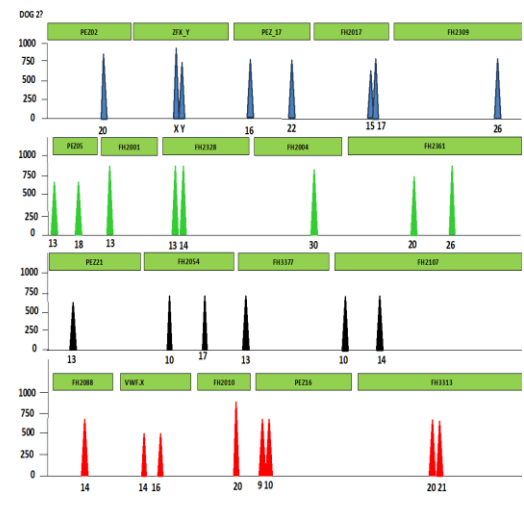 DOG 2?
PEZ02 ZFX_Y PEZ_17 FH2017 FH2309
1000
750
500
250
0
20 X Y 16 22 15 17 26
PEZ05 FH2001 FH2328 FH2004 FH2361
1000
750
500
250
0
13 18 13 13 14 30 20 26
PEZ21 FH2054 FH3377 FH2107
1000
750
500
250
0
13 10 17 13 10 14
FH2088 VWF.X FH2010 PEZ16 FH3313
1000
750
500
250
0
14 14 16 20 9 10 20 21